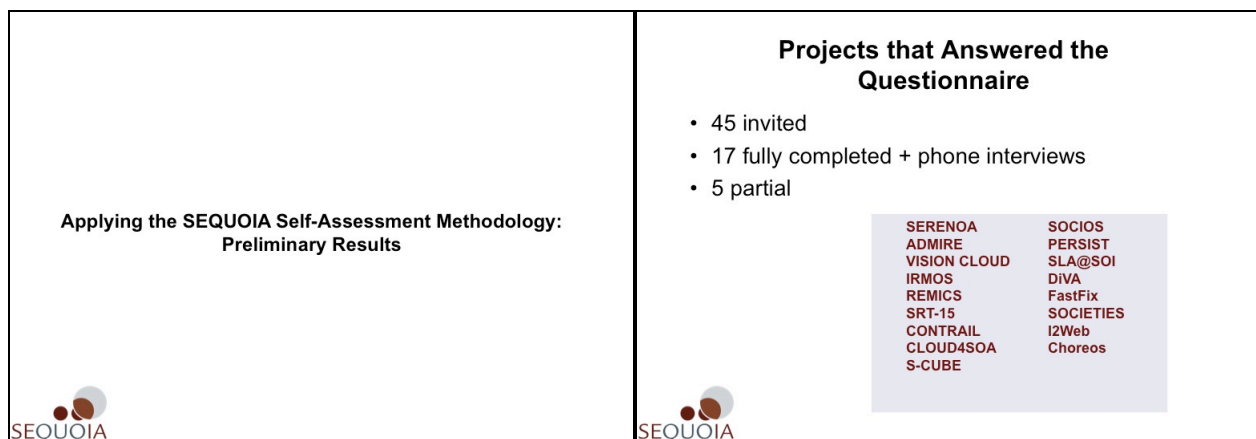 Applying the SEQUOIA Self-Assessment Methodology:
Preliminary Results
SEQUOIA
Projects that Answered the
Questionnaire
• 45 invited
• 17 fully completed + phone interviews
• 5 partial
SERENOA
ADMIRE
VISION CLOUD
IRMOS
REMICS
SRT-15
CONTRAIL
CLOUD4SOA
S-CUBE
SOCIOS
PERSIST
SLA@SOI
DiVA
FastFix
SOCIETIES
I2Web
Choreos
SEQUOIA